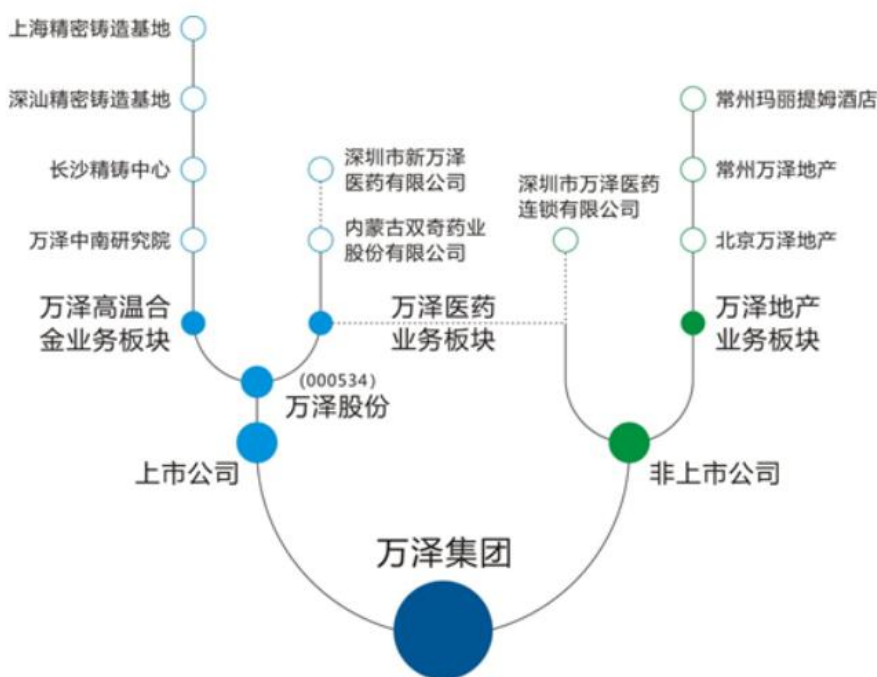 上海精密铸造基地
深汕精密铸造基地
常州玛丽提姆酒店
长沙精铸中心
深圳市新万泽
医药有限公司
深圳市万泽医药
连锁有限公司
常州万泽地产
万泽中南研究院
内蒙古双奇药业
股份有限公司
北京万泽地产
万泽高温合
金业务板块
万泽医药
业务板块
万泽地产
业务板块
(000534)
万泽股份
上市公司
非上市公司
万泽集团